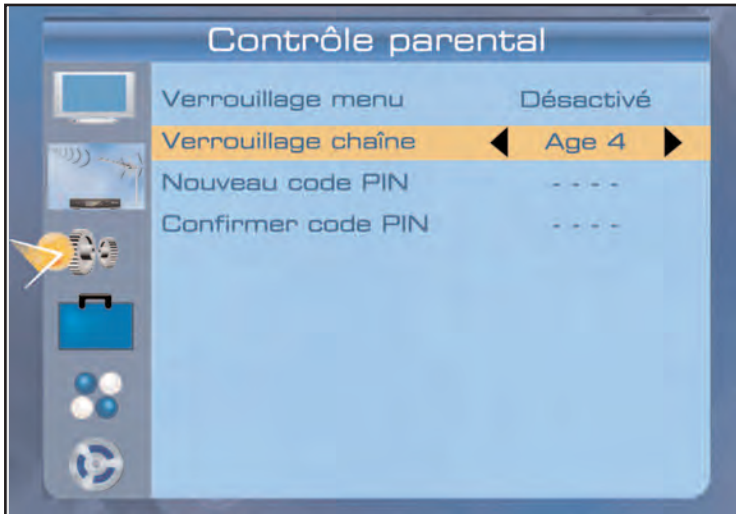 Contrôle parental
Verrouillage menu Désactivé
Verrouillage chaîne Age 4
Nouveau code PIN - - - -
Confirmer code PIN - - - -